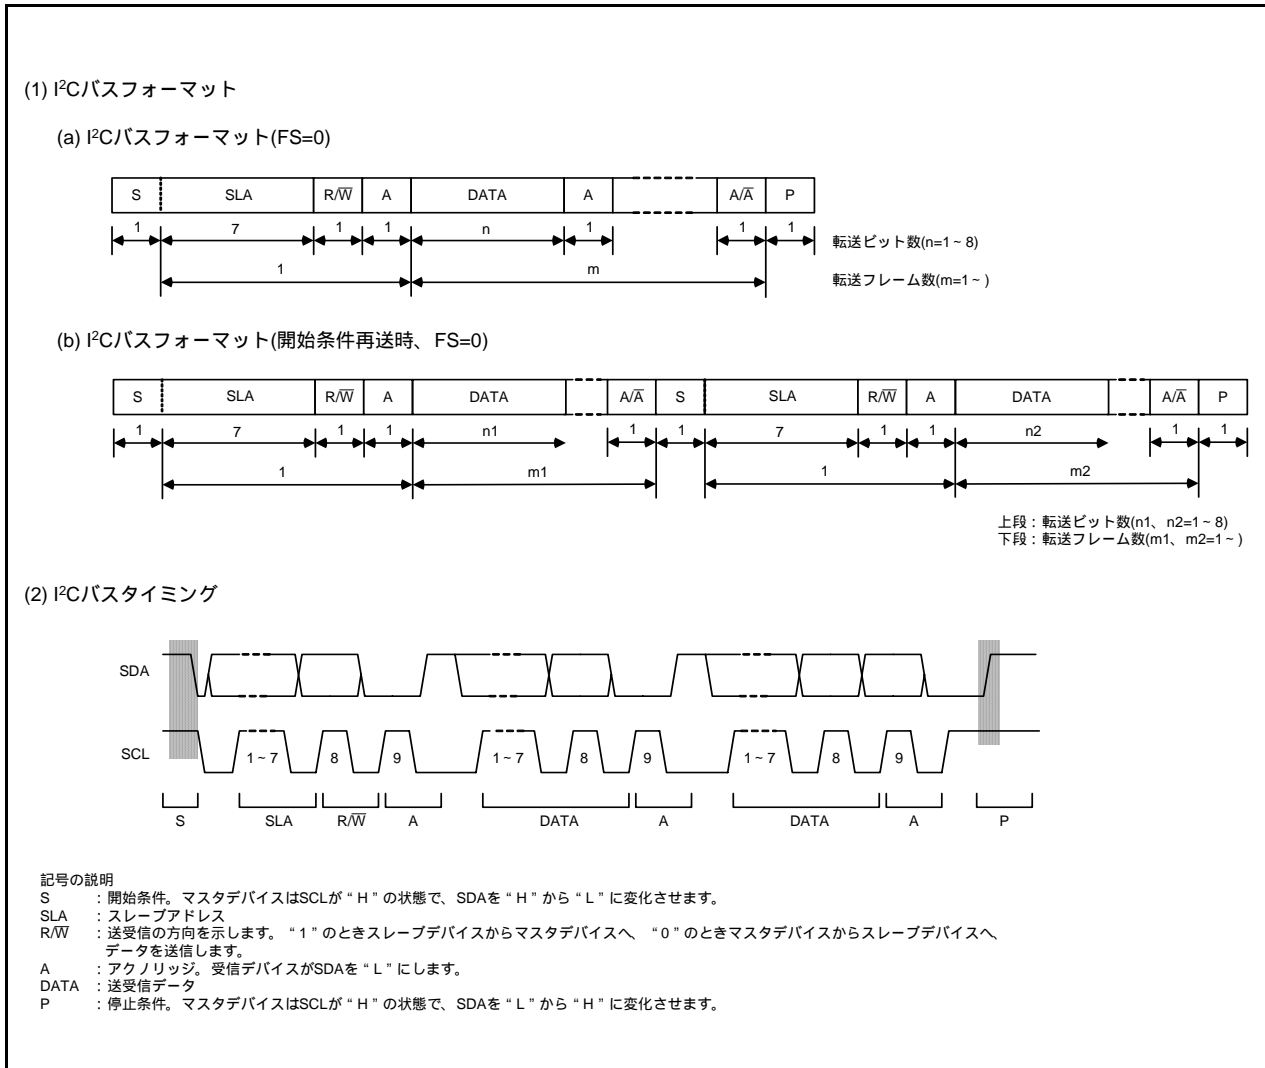 (1) I²Cバスフォーマット
(a) I²Cバスフォーマット(FS=0)
S SLA R/W̅ A DATA A A/A̅ P
1 7 1 1 n 1 1 1
転送ビット数(n=1~8)
1 m
転送フレーム数(m=1~ )
(b) I²Cバスフォーマット(開始条件再送時、FS=0)
S SLA R/W̅ A DATA A/A̅ S SLA R/W̅ A DATA A/A̅ P
1 7 1 1 n1 1 1 7 1 1 n2 1 1
1 m1 1 m2
上段:転送ビット数(n1、n2=1~8)
下段:転送フレーム数(m1、m2=1~ )
(2) I²Cバスタイミング
SDA
SCL 1~7 8 9 1~7 8 9 1~7 8 9
S SLA R/W̅ A DATA A DATA A P
記号の説明
S :開始条件。マスタデバイスはSCLが“H”の状態で、SDAを“H”から“L”に変化させます。
SLA :スレーブアドレス
R/W̅ :送受信の方向を示します。“1”のときスレーブデバイスからマスタデバイスへ、“0”のときマスタデバイスからスレーブデバイスへ、
データを送信します。
A :アクノリッジ。受信デバイスがSDAを“L”にします。
DATA :送受信データ
P :停止条件。マスタデバイスはSCLが“H”の状態で、SDAを“L”から“H”に変化させます。